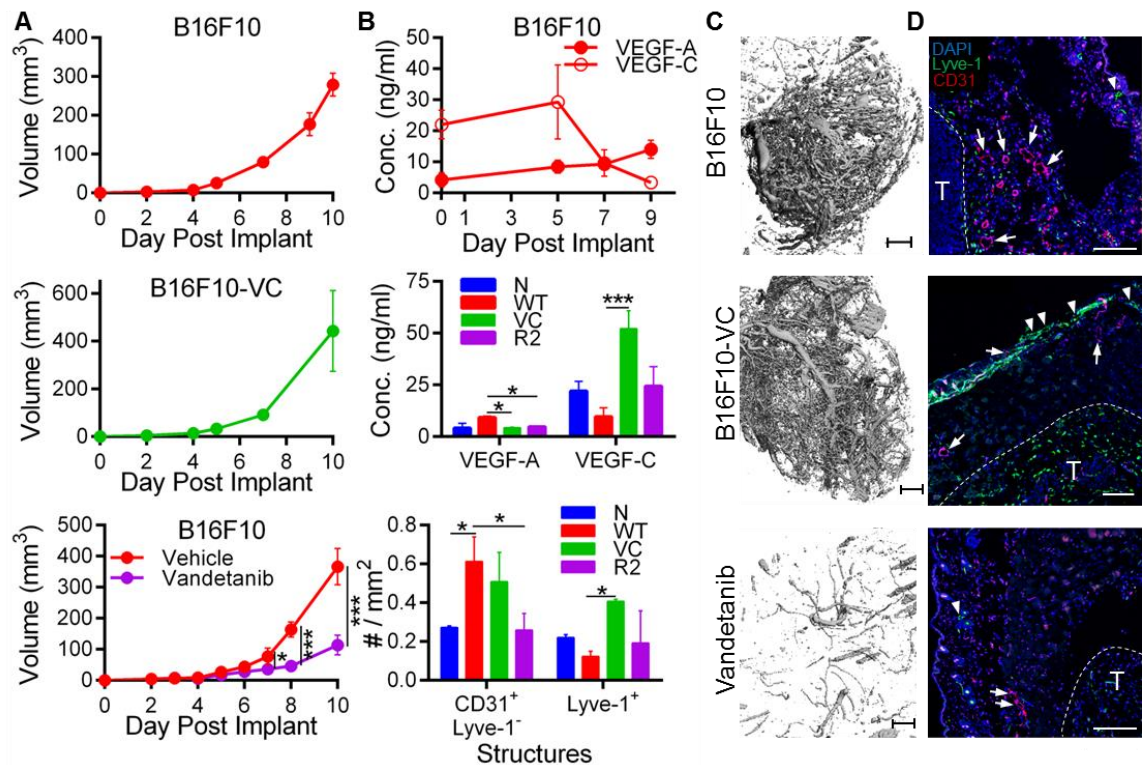 A
B16F10
Volume (mm3)
400
300
200
100
0
0 2 4 6 8 10
Day Post Implant
B16F10-VC
Volume (mm3)
600
400
200
0
0 2 4 6 8 10
Day Post Implant
B16F10
Volume (mm3)
500
400
300
200
100
0
Vehicle
Vandetanib
*
***
***
0 2 4 6 8 10
Day Post Implant
B
B16F10
Conc. (ng/ml)
50
40
30
20
10
0
VEGF-A
VEGF-C
0 1 3 5 7 9
Day Post Implant
Conc. (ng/ml)
75
50
25
0
N
WT
VC
R2
*
*
***
VEGF-A VEGF-C
# / mm2
0.8
0.6
0.4
0.2
0.0
N
WT
VC
R2
* *
*
CD31+
Lyve-1-
Lyve-1+
Structures
C
B16F10
B16F10-VC
Vandetanib
D
DAPI
Lyve-1
CD31
T
T
T